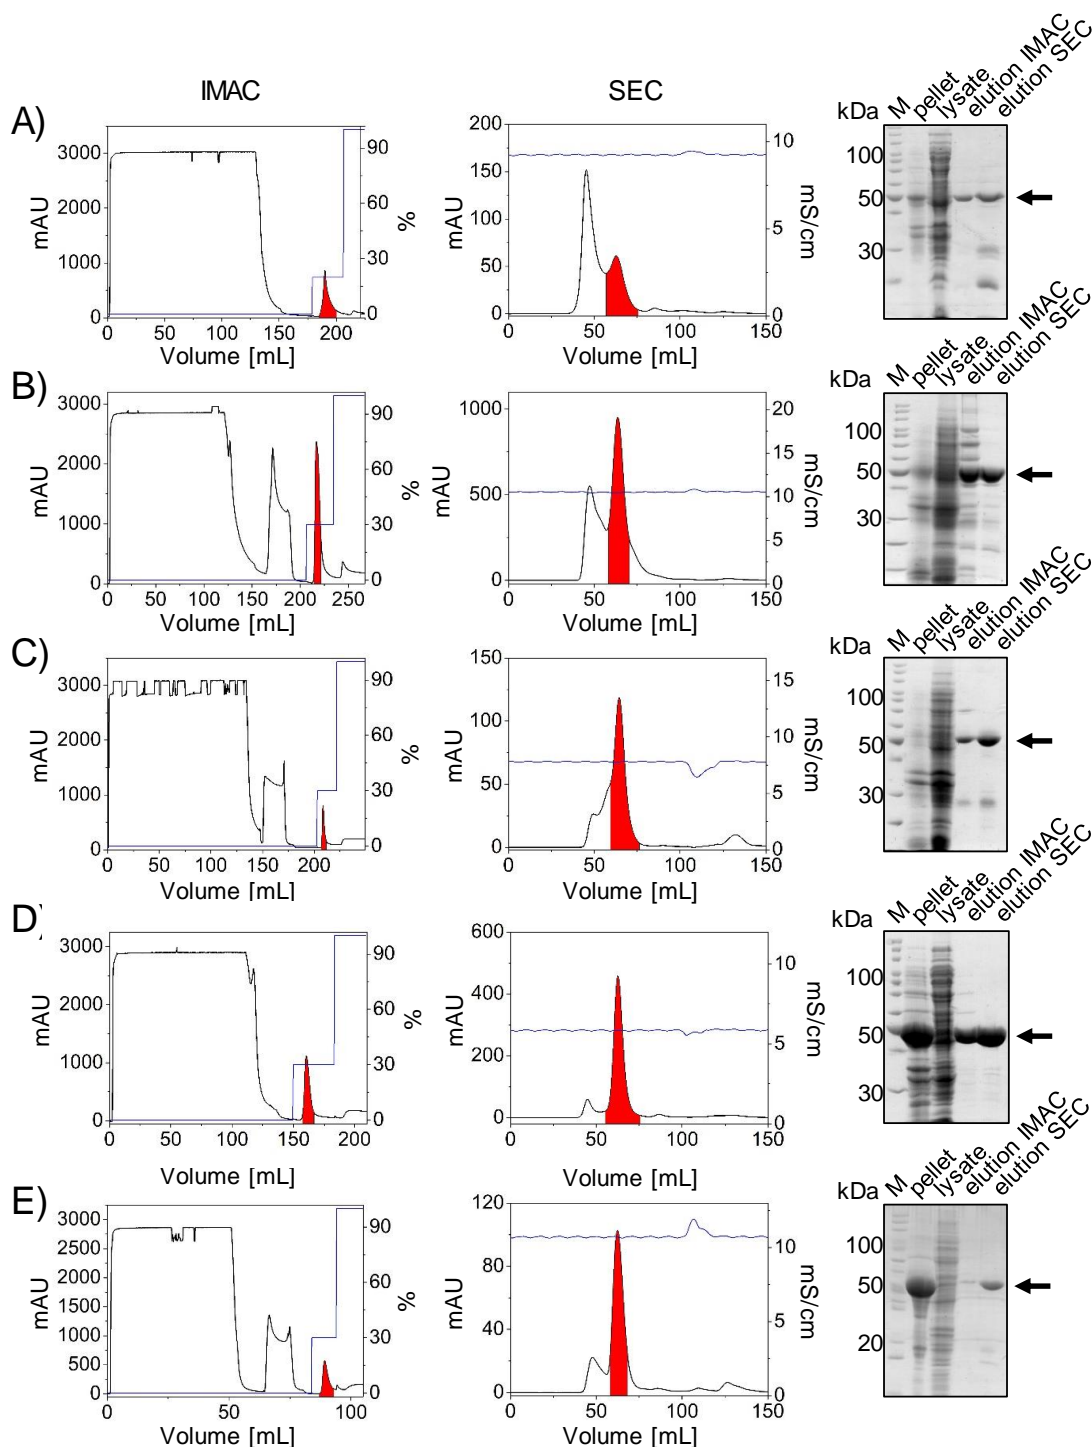 IMAC
SEC
A)
mAU
3000
2000
1000
0
0 50 100 150 200
Volume [mL]
90
60
30
0
%
mAU
200
150
100
50
0
0 50 100 150
Volume [mL]
10
5
0
mS/cm
kDa
M
pellet
lysate
elution IMAC
elution SEC
100
50
30
B)
mAU
3000
2000
1000
0
0 50 100 150 200 250
Volume [mL]
90
60
30
0
%
mAU
1000
500
0
0 50 100 150
Volume [mL]
20
15
10
5
0
mS/cm
kDa
M
pellet
lysate
elution IMAC
elution SEC
100
50
30
C)
mAU
3000
2000
1000
0
0 50 100 150 200
Volume [mL]
90
60
30
0
%
mAU
150
100
50
0
0 50 100 150
Volume [mL]
15
10
5
0
mS/cm
kDa
M
pellet
lysate
elution IMAC
elution SEC
100
50
30
D)
mAU
3000
2000
1000
0
0 50 100 150 200
Volume [mL]
90
60
30
0
%
mAU
600
400
200
0
0 50 100 150
Volume [mL]
10
5
0
mS/cm
kDa
M
pellet
lysate
elution IMAC
elution SEC
100
50
30
E)
mAU
3000
2500
2000
1500
1000
500
0
0 50 100
Volume [mL]
90
60
30
0
%
mAU
120
80
40
0
0 50 100 150
Volume [mL]
10
5
0
mS/cm
kDa
M
pellet
lysate
elution IMAC
elution SEC
100
50
20